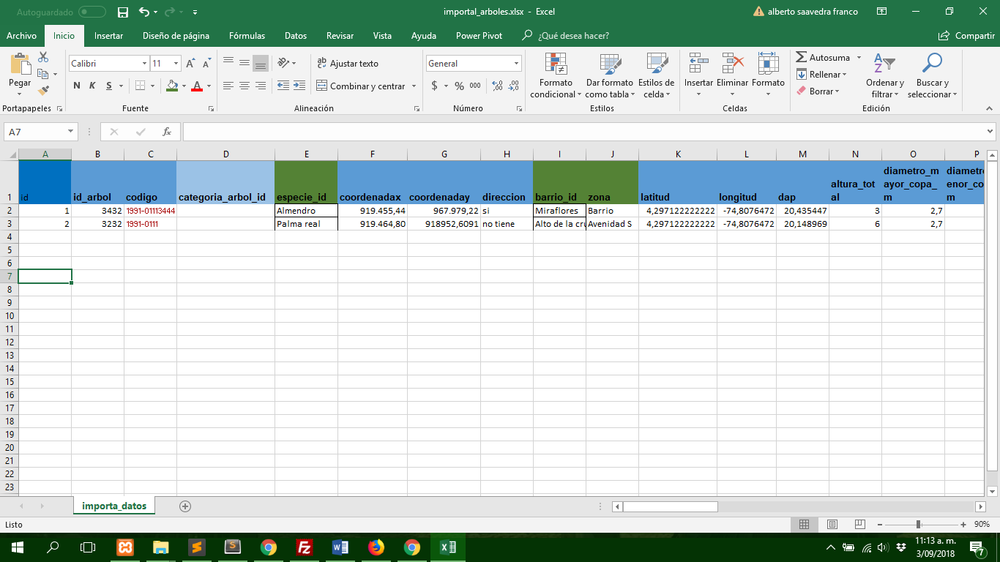 Autoguardado
importal_arboles.xlsx - Excel
alberto saavedra franco
Archivo Inicio Insertar Diseño de página Fórmulas Datos Revisar Vista Ayuda Power Pivot ¿Qué desea hacer? Compartir
Pegar
Portapapeles
Calibri 11
N K S
Fuente
Ajustar texto
Combinar y centrar
Alineación
General
$ % 000
Número
Formato condicional
Dar formato como tabla
Estilos de celda
Estilos
Insertar Eliminar Formato
Celdas
Autosuma
Rellenar
Borrar
Ordenar y filtrar
Buscar y seleccionar
Edición
A7
fx
A B C D E F G H I J K L M N O P
1 id id_arbol codigo categoria_arbol_id especie_id coordenadax coordenaday direccion barrio_id zona latitud longitud dap altura_total diametro_mayor_copa_m
2 1 3432 1991-01113444 Almendro 919.455,44 967.979,22 si Miraflores Barrio 4,297122222222 -74,8076472 20,435447 3 2,7
3 2 3232 1991-0111 Palma real 919.464,80 918952,6091 no tiene Alto de la cru Avenidad S 4,297122222222 -74,8076472 20,148969 6 2,7
4
5
6
7
8
9
10
11
12
13
14
15
16
17
18
19
20
21
22
23
importa_datos
Listo
90%
11:13 a. m.
3/09/2018
7